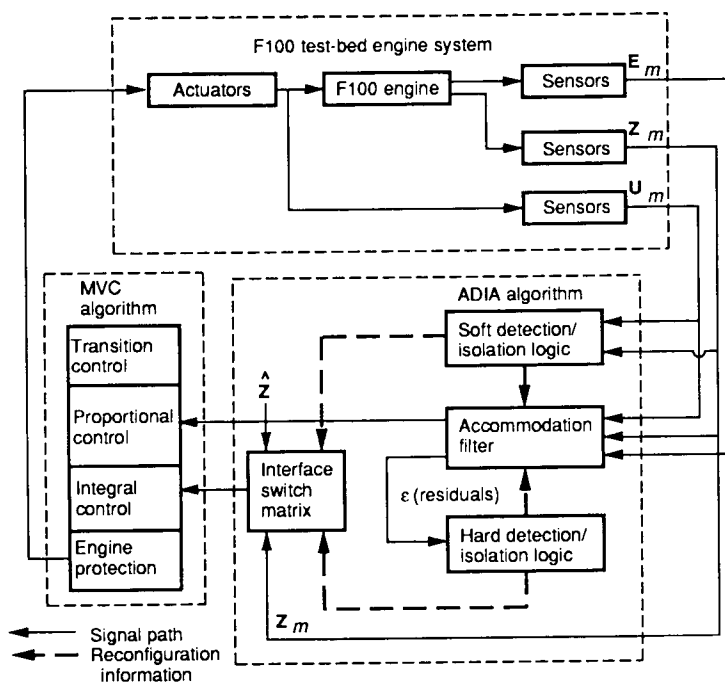 F100 test-bed engine system
Actuators
F100 engine
Sensors
E m
Sensors
Z m
Sensors
U m
MVC
algorithm
Transition
control
Proportional
control
Integral
control
Engine
protection
ADIA algorithm
Soft detection/
isolation logic
Ẑ
Accommodation
filter
Interface
switch
matrix
ε (residuals)
Hard detection/
isolation logic
Z m
Signal path
Reconfiguration
information